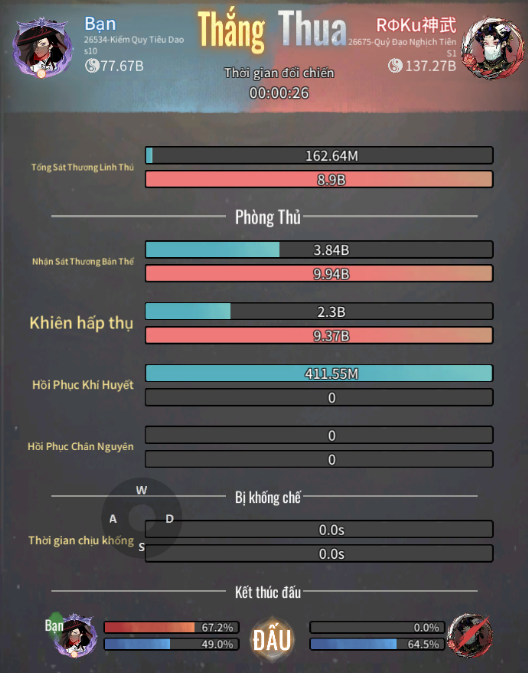 Bạn
Thắng
Thua
RΦKu神武
26534-Kiếm Quy Tiêu Dao
s10
26675-Quỷ Đạo Nghịch Tiên
S1
77.67B
137.27B
Thời gian đối chiến
00:00:26
162.64M
Tổng Sát Thương Linh Thú
8.9B
Phòng Thủ
3.84B
Nhận Sát Thương Bản Thể
9.94B
2.3B
Khiên hấp thụ
9.37B
411.55M
Hồi Phục Khí Huyết
0
0
Hồi Phục Chân Nguyên
0
W
Bị khống chế
A
D
0.0s
Thời gian chịu khống
S
0.0s
Kết thúc đấu
Bạn
67.2%
49.0%
ĐẤU
0.0%
64.5%